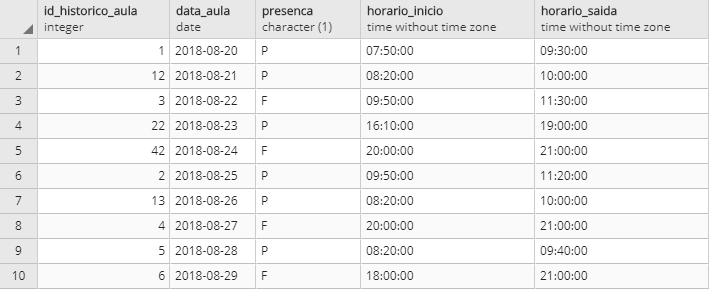 id_historico_aula data_aula presenca horario_inicio horario_saida
integer date character (1) time without time zone time without time zone
1 1 2018-08-20 P 07:50:00 09:30:00
2 12 2018-08-21 P 08:20:00 10:00:00
3 3 2018-08-22 F 09:50:00 11:30:00
4 22 2018-08-23 P 16:10:00 19:00:00
5 42 2018-08-24 F 20:00:00 21:00:00
6 2 2018-08-25 P 09:50:00 11:20:00
7 13 2018-08-26 P 08:20:00 10:00:00
8 4 2018-08-27 F 20:00:00 21:00:00
9 5 2018-08-28 P 08:20:00 09:40:00
10 6 2018-08-29 F 18:00:00 21:00:00